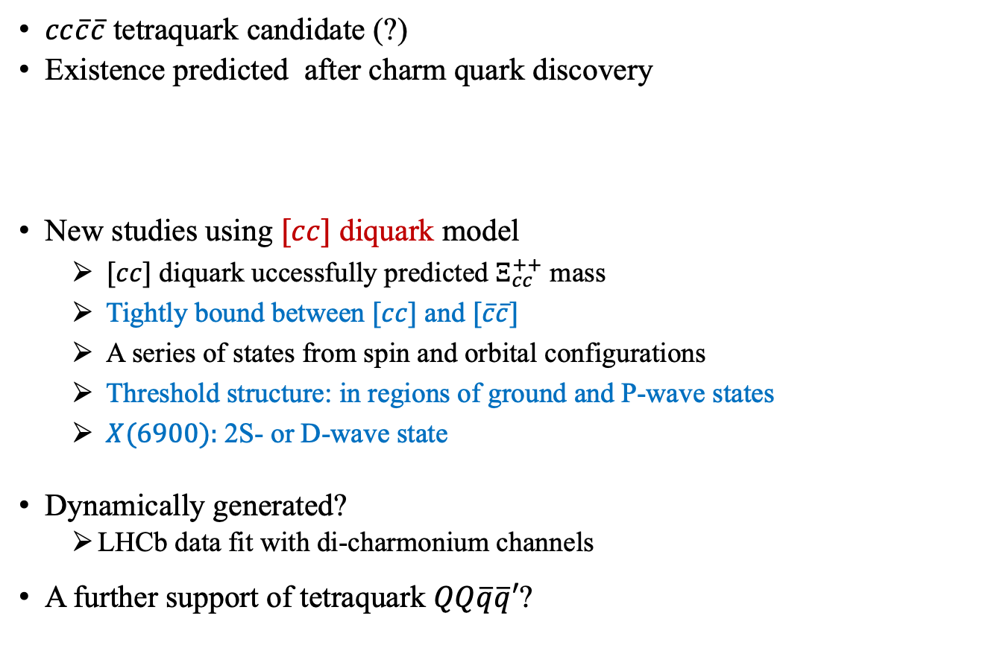 • 𝑐𝑐𝑐̄𝑐̄ tetraquark candidate (?)
• Existence predicted after charm quark discovery
• New studies using [𝑐𝑐] diquark model
➢ [𝑐𝑐] diquark uccessfully predicted Ξ𝑐𝑐++ mass
➢ Tightly bound between [𝑐𝑐] and [𝑐̄𝑐̄]
➢ A series of states from spin and orbital configurations
➢ Threshold structure: in regions of ground and P-wave states
➢ 𝑋(6900): 2S- or D-wave state
• Dynamically generated?
➢ LHCb data fit with di-charmonium channels
• A further support of tetraquark 𝑄𝑄𝑞̄𝑞̄′?